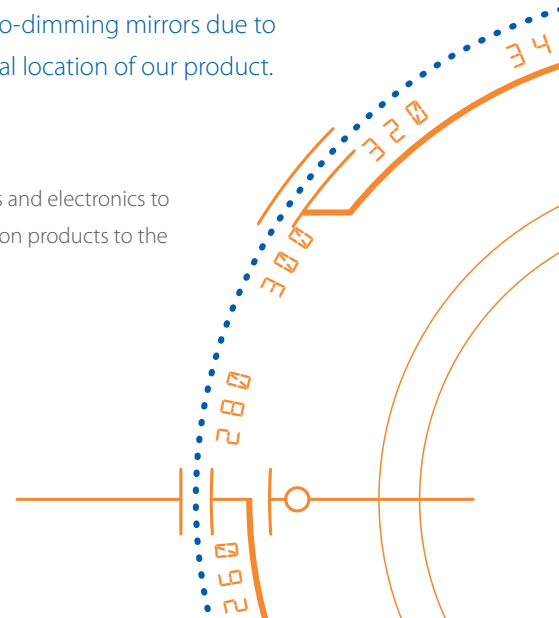 o-dimming mirrors due to
al location of our product.
s and electronics to
on products to the
34
320
300
280
260